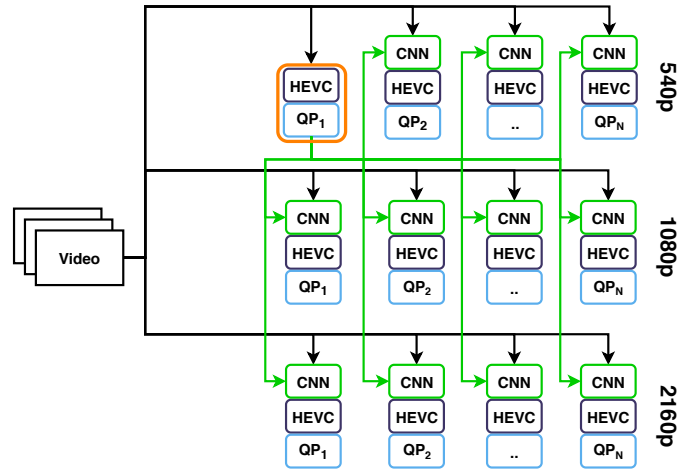 CNN CNN CNN
HEVC HEVC HEVC HEVC
QP1 QP2 .. QPN
540p
CNN CNN CNN CNN
HEVC HEVC HEVC HEVC
QP1 QP2 .. QPN
1080p
Video
CNN CNN CNN CNN
HEVC HEVC HEVC HEVC
QP1 QP2 .. QPN
2160p